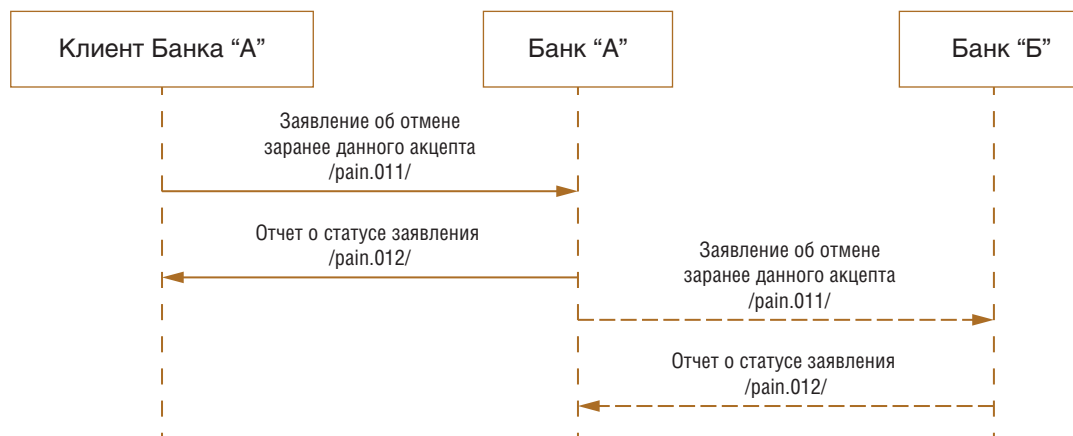 Клиент Банка “А”
Банк “А”
Банк “Б”
Заявление об отмене
заранее данного акцепта
/pain.011/
Отчет о статусе заявления
/pain.012/
Заявление об отмене
заранее данного акцепта
/pain.011/
Отчет о статусе заявления
/pain.012/